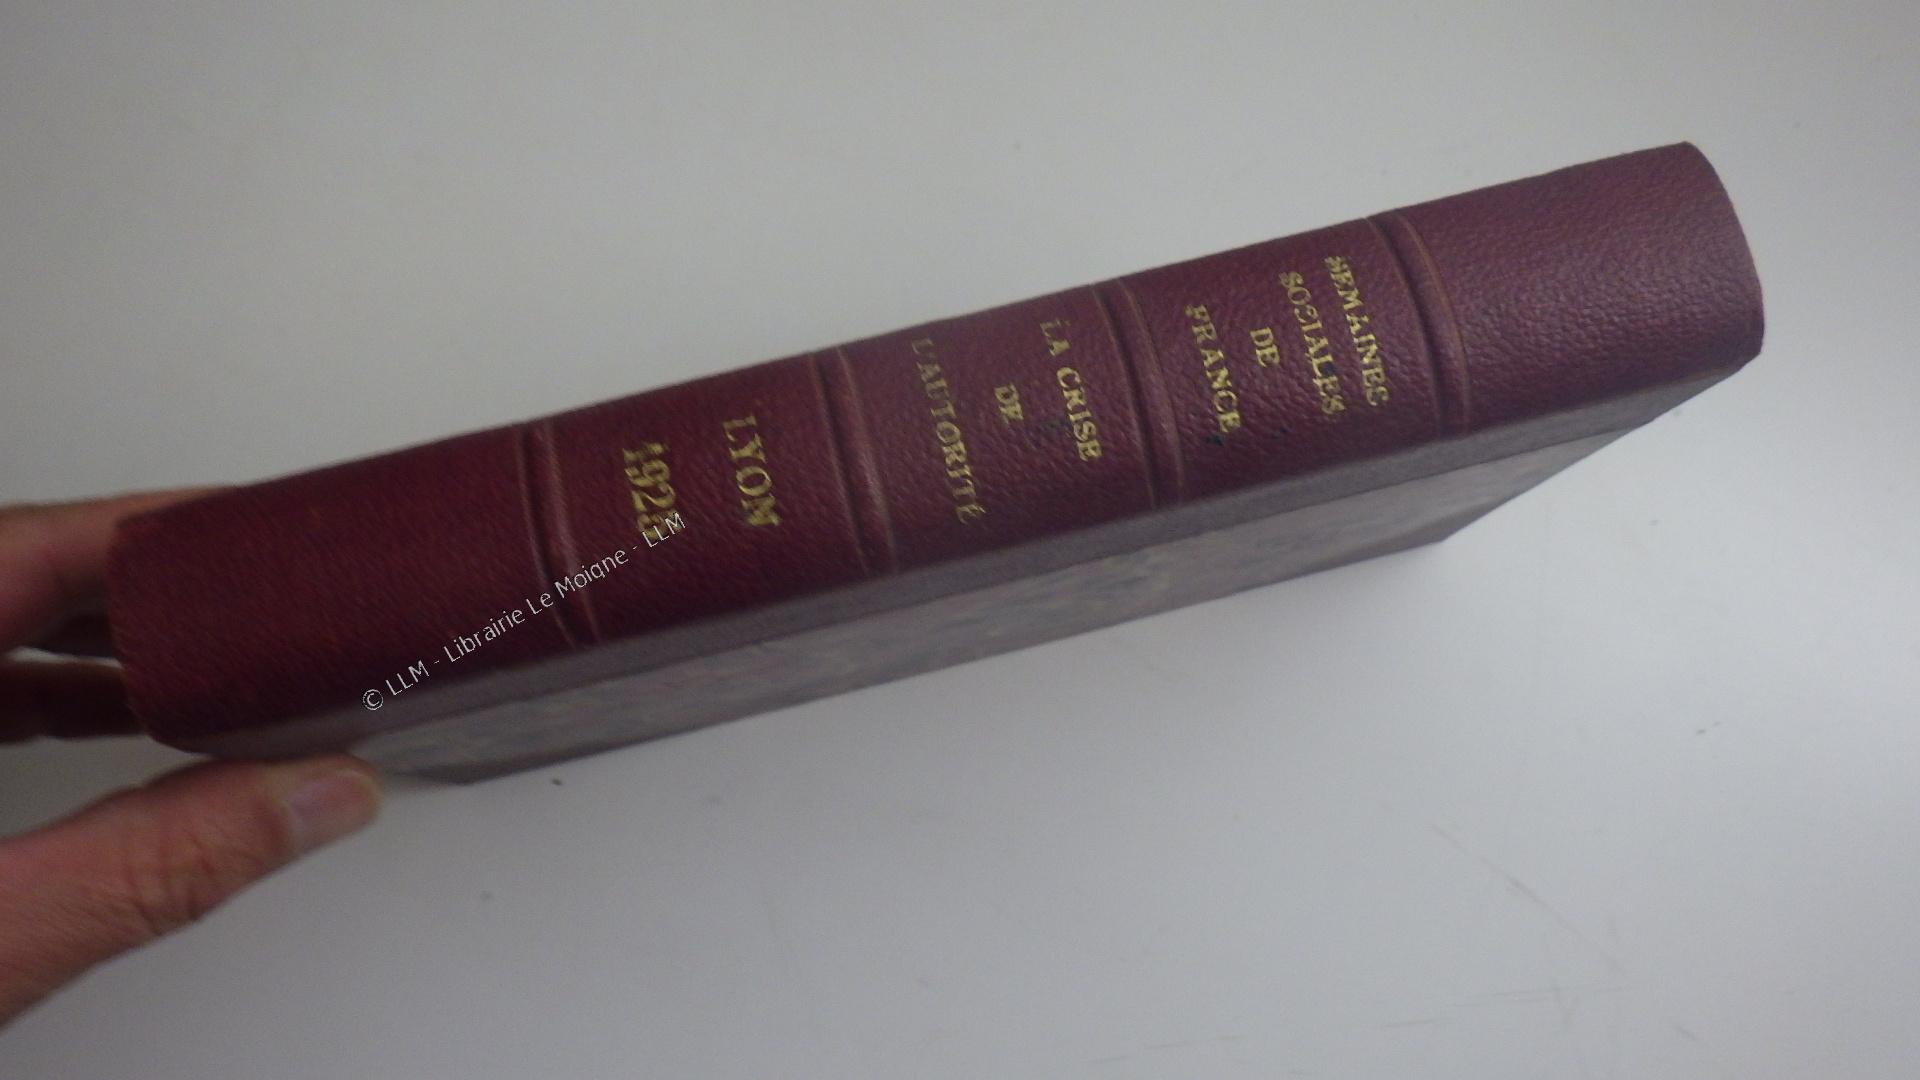 SEMAINES
SOCIALES
DE
FRANCE
LA CRISE
DE
L'AUTORITÉ
LYON
1925
© LLM - Librairie Le Moigne - LLM